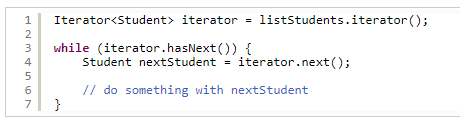 1 Iterator<Student> iterator = listStudents.iterator();
2
3 while (iterator.hasNext()) {
4     Student nextStudent = iterator.next();
5
6     // do something with nextStudent
7 }